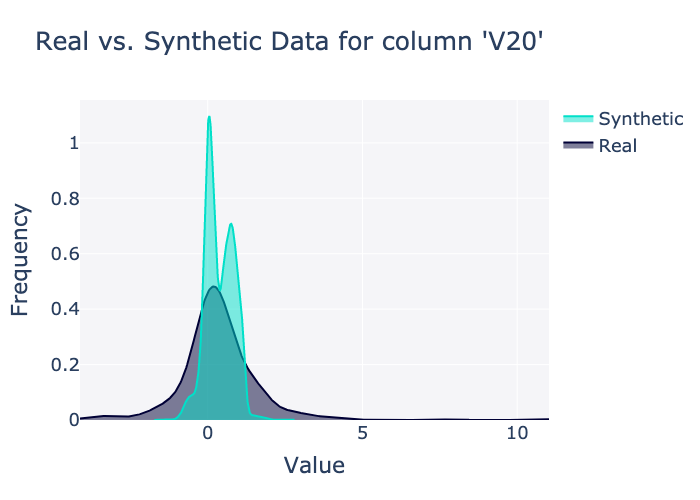 Real vs. Synthetic Data for column 'V20'
Synthetic
Real
1
0.8
0.6
0.4
0.2
0
0
5
10
Frequency
Value